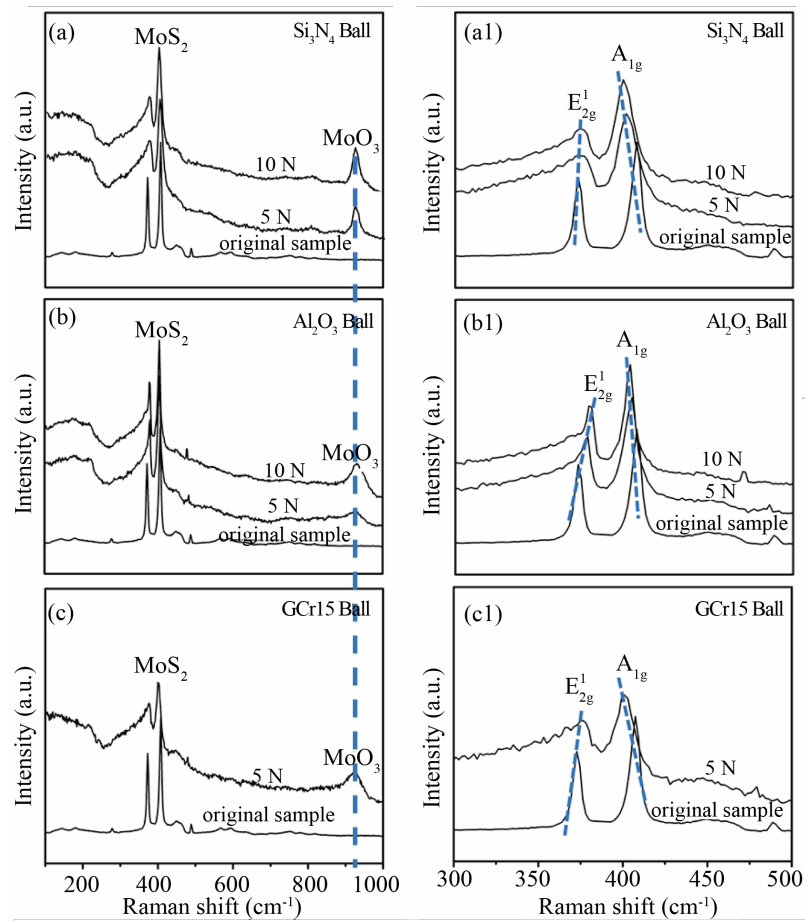 (a) Si₃N₄ Ball
MoS₂
MoO₃
10 N
5 N
original sample
Intensity (a.u.)
(a1) Si₃N₄ Ball
A₁g
E¹₂g
10 N
5 N
original sample
Intensity (a.u.)
(b) Al₂O₃ Ball
MoS₂
MoO₃
10 N
5 N
original sample
Intensity (a.u.)
(b1) Al₂O₃ Ball
A₁g
E¹₂g
10 N
5 N
original sample
Intensity (a.u.)
(c) GCr15 Ball
MoS₂
MoO₃
5 N
original sample
Intensity (a.u.)
200 400 600 800 1000
Raman shift (cm⁻¹)
(c1) GCr15 Ball
A₁g
E¹₂g
5 N
original sample
Intensity (a.u.)
300 350 400 450 500
Raman shift (cm⁻¹)